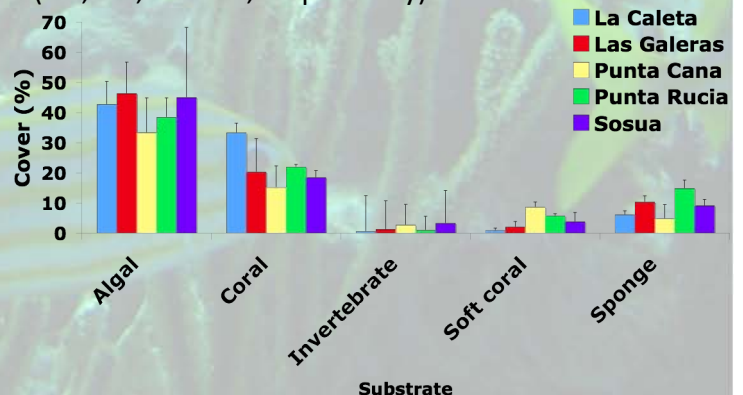 70
60
50
40
30
20
10
0
Cover (%)
La Caleta
Las Galeras
Punta Cana
Punta Rucia
Sosua
Algal
Coral
Invertebrate
Soft coral
Sponge
Substrate